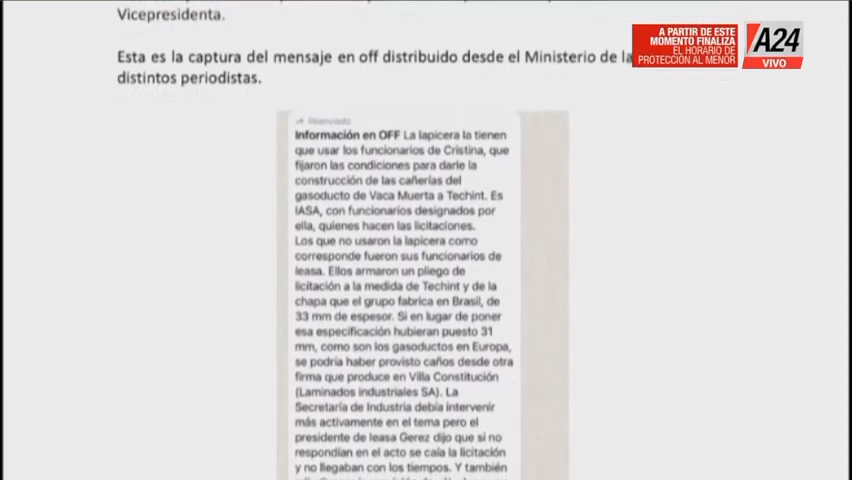 Vicepresidenta.
Esta es la captura del mensaje en off distribuido desde el Ministerio de la
distintos periodistas.
A PARTIR DE ESTE
MOMENTO FINALIZA
EL HORARIO DE
PROTECCIÓN AL MENOR
A24
VIVO
Reenviado
Información en OFF La lapicera la tienen
que usar los funcionarios de Cristina, que
fijaron las condiciones para darle la
construcción de las cañerías del
gasoducto de Vaca Muerta a Techint. Es
IASA, con funcionarios designados por
ella, quienes hacen las licitaciones.
Los que no usaron la lapicera como
corresponde fueron sus funcionarios de
Ieasa. Ellos armaron un pliego de
licitación a la medida de Techint y de la
chapa que el grupo fabrica en Brasil, de
33 mm de espesor. Si en lugar de poner
esa especificación hubieran puesto 31
mm, como son los gasoductos en Europa,
se podría haber provisto caños desde otra
firma que produce en Villa Constitución
(Laminados industriales SA). La
Secretaría de Industria debía intervenir
más activamente en el tema pero el
presidente de Ieasa Gerez dijo que si no
respondían en el acto se caía la licitación
y no llegaban con los tiempos. Y también